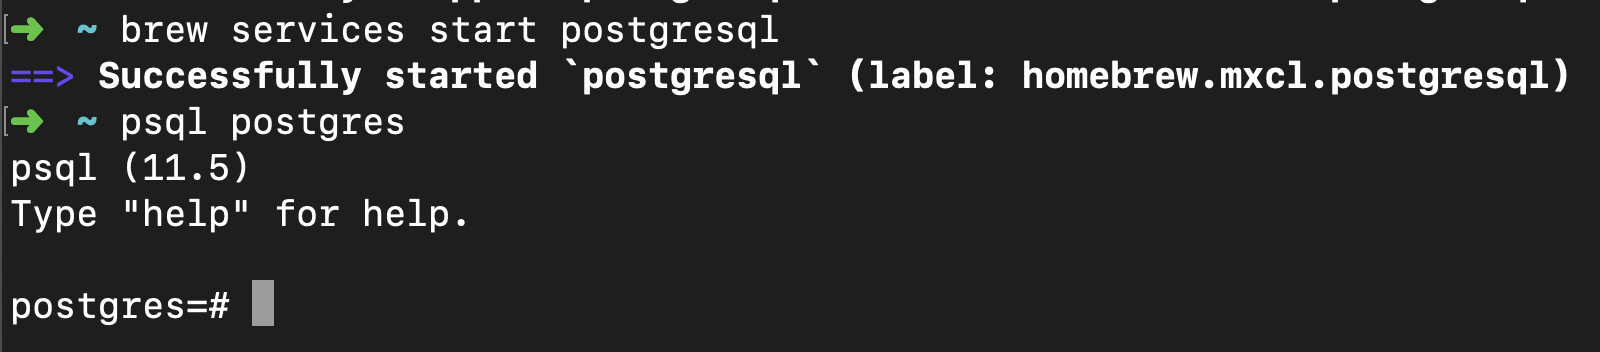 ➜  ~ brew services start postgresql
==> Successfully started `postgresql` (label: homebrew.mxcl.postgresql)
➜  ~ psql postgres
psql (11.5)
Type "help" for help.
postgres=#